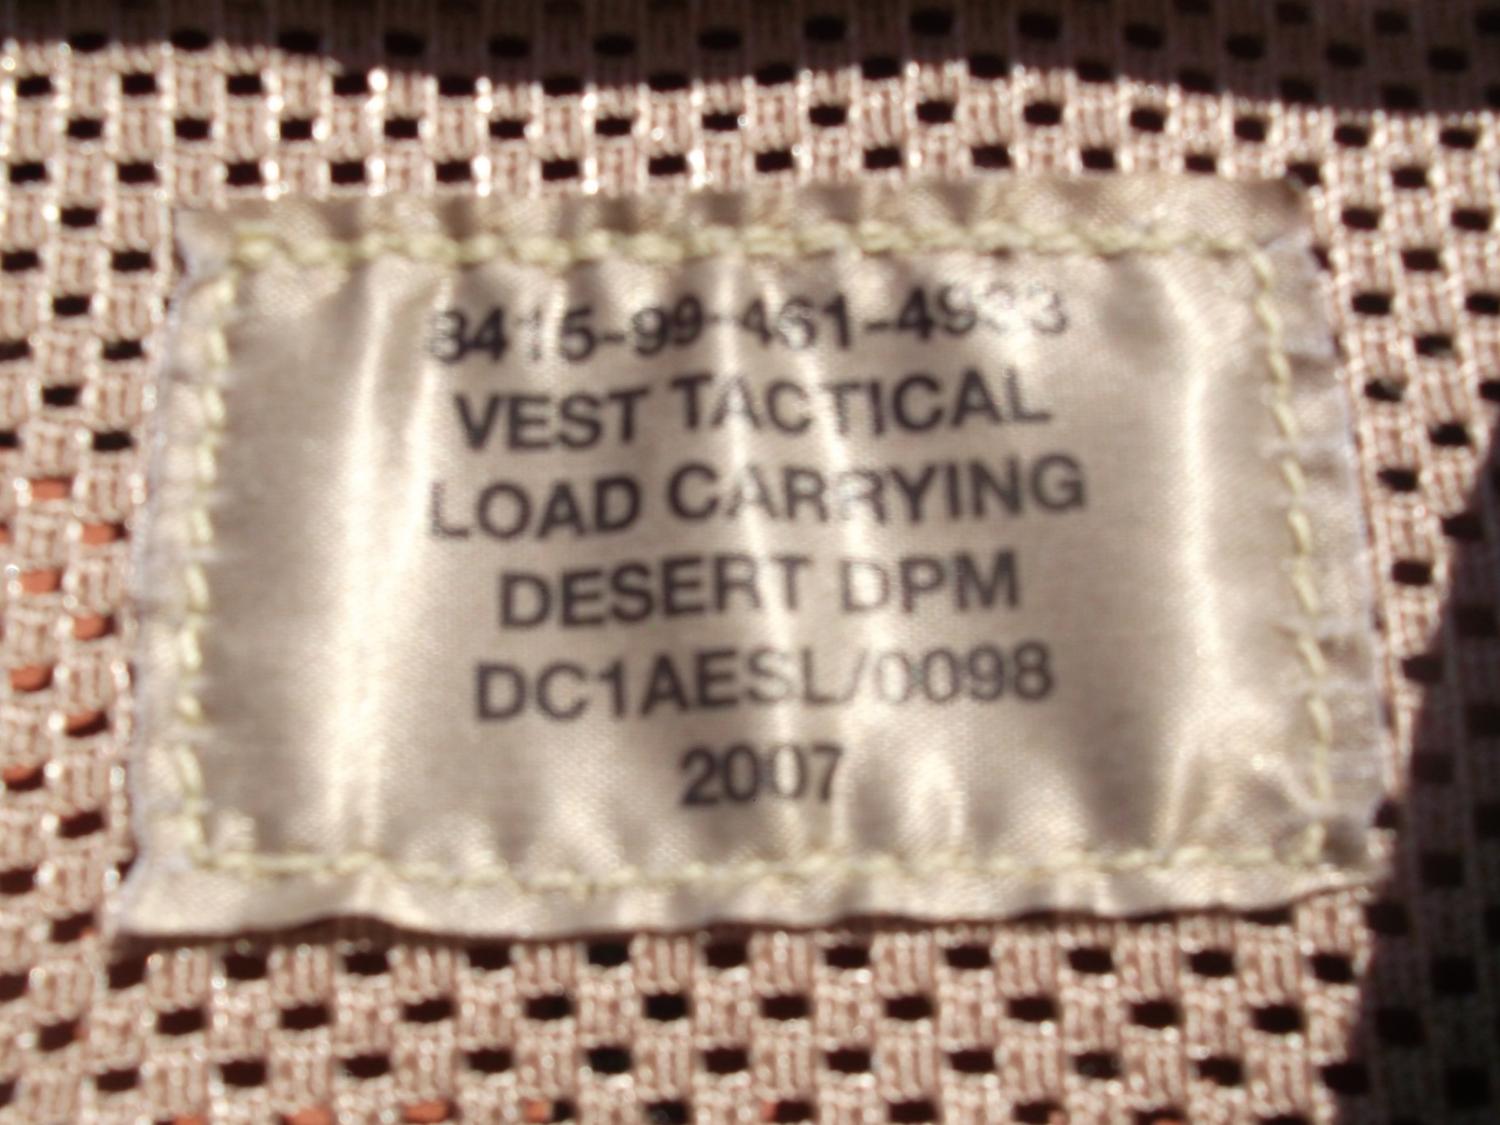 VEST TACTICAL
LOAD CARRYING
DESERT DPM
DC1AESL/0098
2007